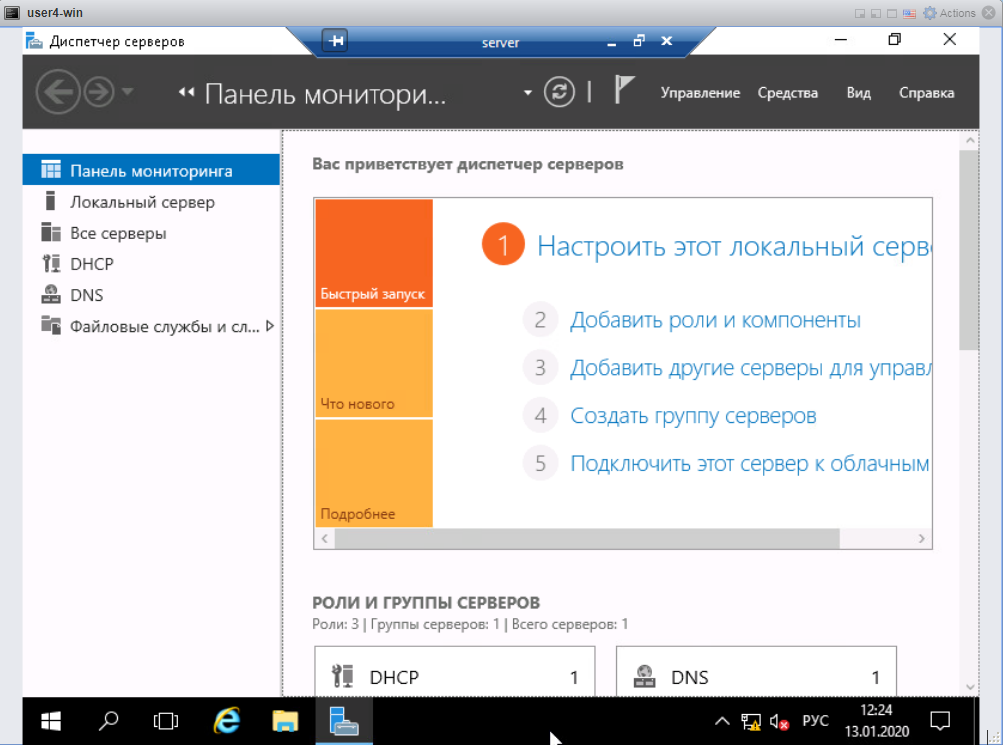 user4-win
Actions
Диспетчер серверов
server
Панель монитори...
Управление
Средства
Вид
Справка
Панель мониторинга
Локальный сервер
Все серверы
DHCP
DNS
Файловые службы и сл...
Вас приветствует диспетчер серверов
Быстрый запуск
Что нового
Подробнее
1 Настроить этот локальный серв
2 Добавить роли и компоненты
3 Добавить другие серверы для управл
4 Создать группу серверов
5 Подключить этот сервер к облачным
РОЛИ И ГРУППЫ СЕРВЕРОВ
Роли: 3 | Группы серверов: 1 | Всего серверов: 1
DHCP 1
DNS 1
РУС
12:24
13.01.2020